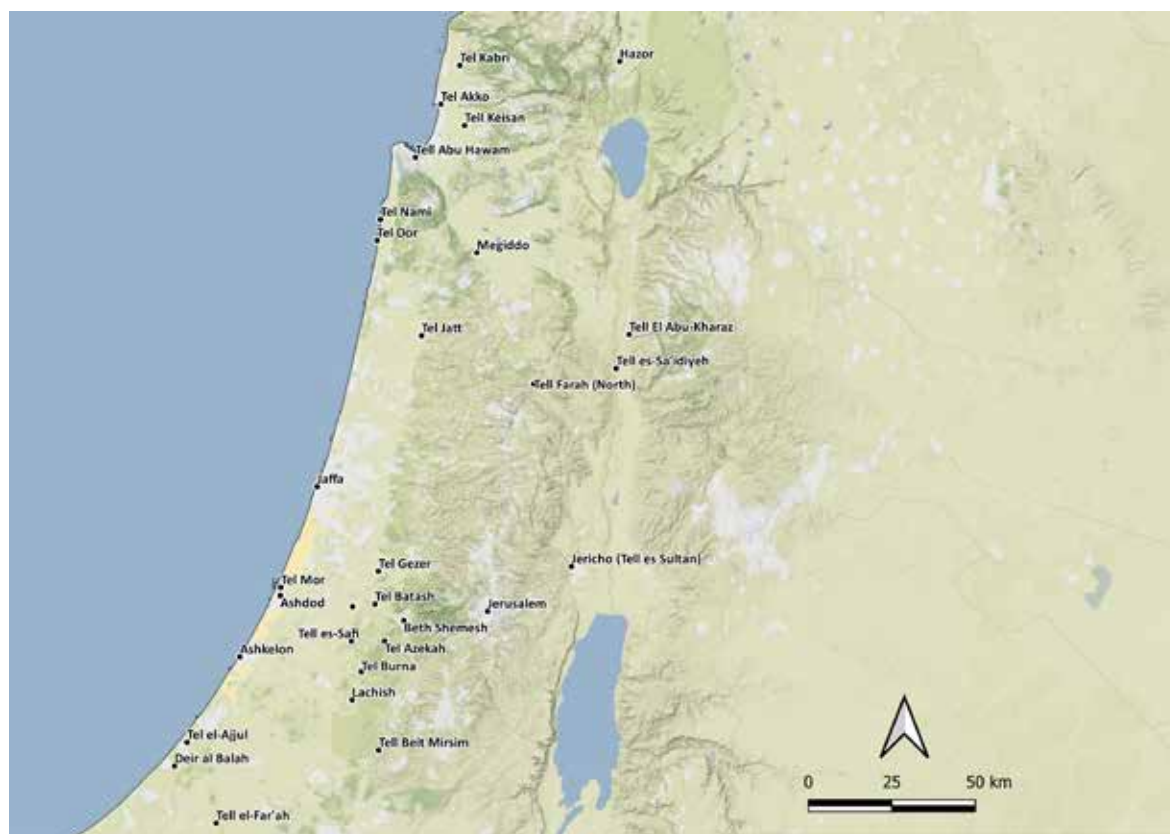 Tel Kabri
Hazor
Tel Akko
Tell Keisan
Tell Abu Hawam
Tel Nami
Tel Dor
Megiddo
Tel Jatt
Tell El Abu-Kharaz
Tell es-Sa'idiyeh
Tell Farah (North)
Jaffa
Tel Gezer
Jericho (Tell es Sultan)
Tel Mor
Ashdod
Tel Batash
Jerusalem
Beth Shemesh
Tell es-Safi
Tel Azekah
Ashkelon
Tel Burna
Lachish
Tel el-Ajjul
Tell Beit Mirsim
Deir al Balah
Tell el-Far'ah
0 25 50 km